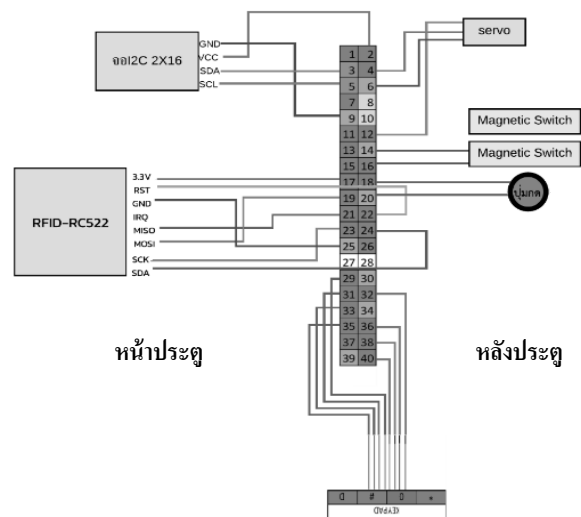 จอI2C 2X16
GND
VCC
SDA
SCL
servo
Magnetic Switch
Magnetic Switch
ปุ่มกด
RFID-RC522
3.3V
RST
GND
IRQ
MISO
MOSI
SCK
SDA
1 2
3 4
5 6
7 8
9 10
11 12
13 14
15 16
17 18
19 20
21 22
23 24
25 26
27 28
29 30
31 32
33 34
35 36
37 38
39 40
หน้าประตู
หลังประตู
D # 0 *
KEYPAD